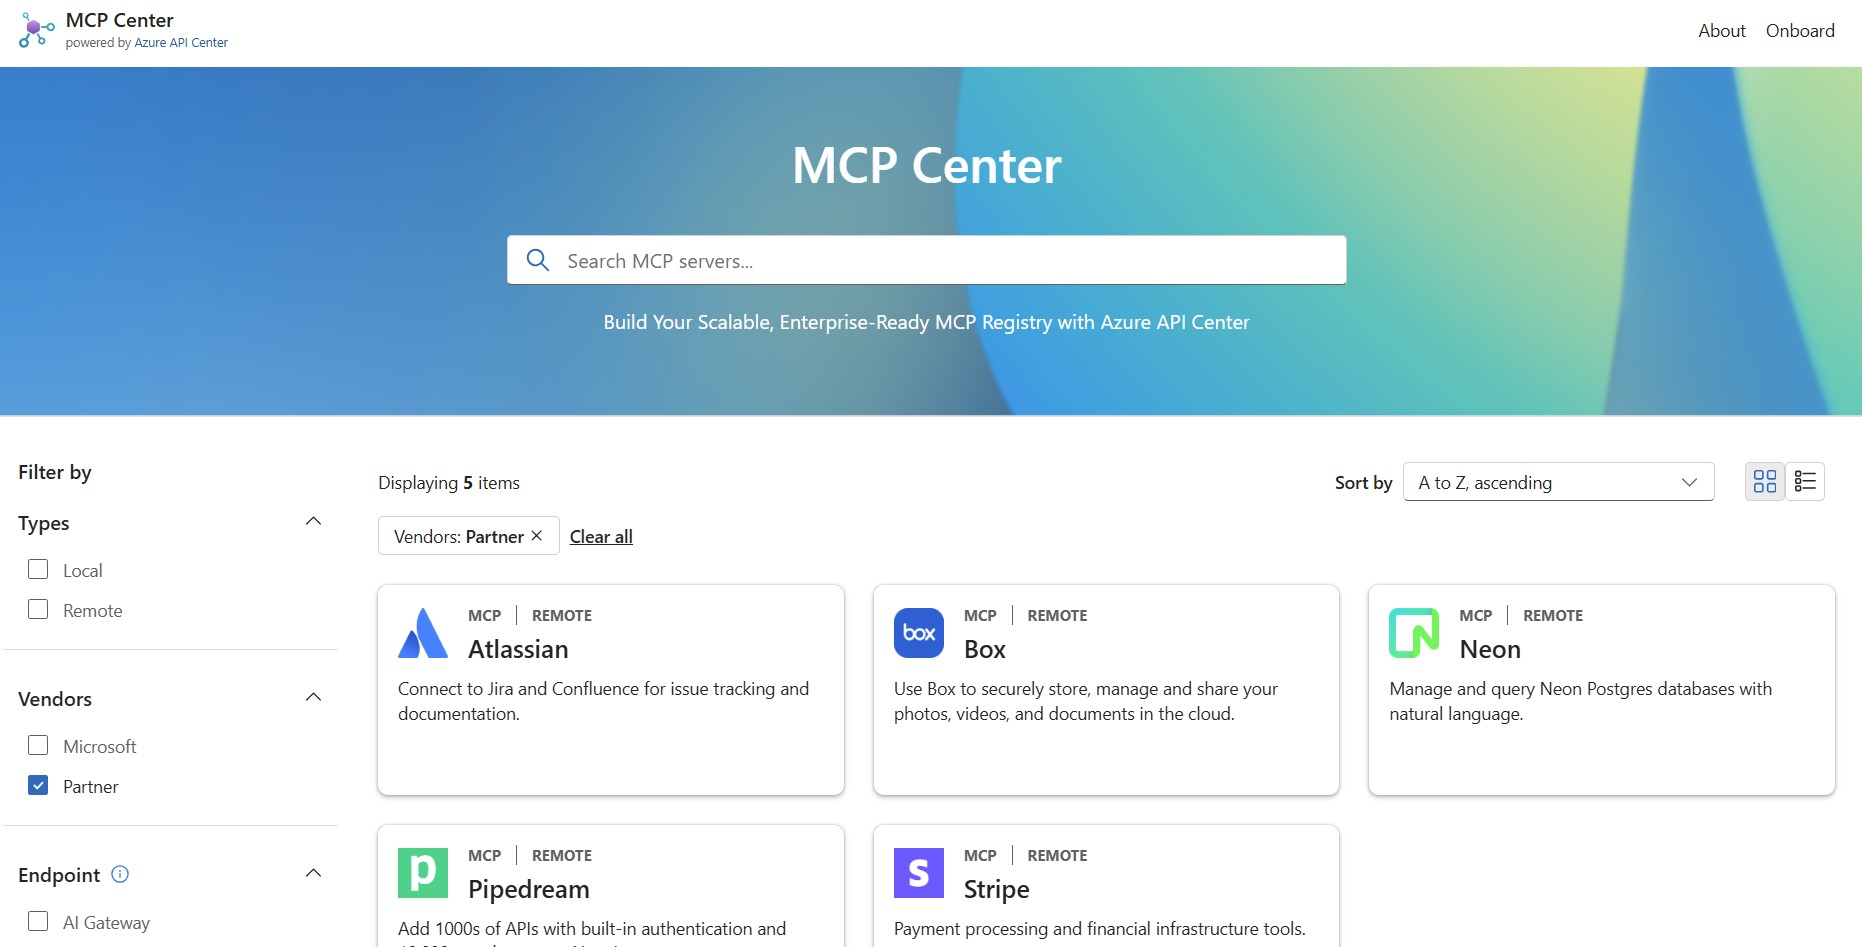 MCP Center
powered by Azure API Center
About
Onboard
MCP Center
Search MCP servers...
Build Your Scalable, Enterprise-Ready MCP Registry with Azure API Center
Filter by
Types
Local
Remote
Vendors
Microsoft
Partner
Endpoint
AI Gateway
Displaying 5 items
Sort by
A to Z, ascending
Vendors: Partner
Clear all
MCP | REMOTE
Atlassian
Connect to Jira and Confluence for issue tracking and
documentation.
MCP | REMOTE
box
Box
Use Box to securely store, manage and share your
photos, videos, and documents in the cloud.
MCP | REMOTE
Neon
Manage and query Neon Postgres databases with
natural language.
MCP | REMOTE
p
Pipedream
Add 1000s of APIs with built-in authentication and
MCP | REMOTE
s
Stripe
Payment processing and financial infrastructure tools.